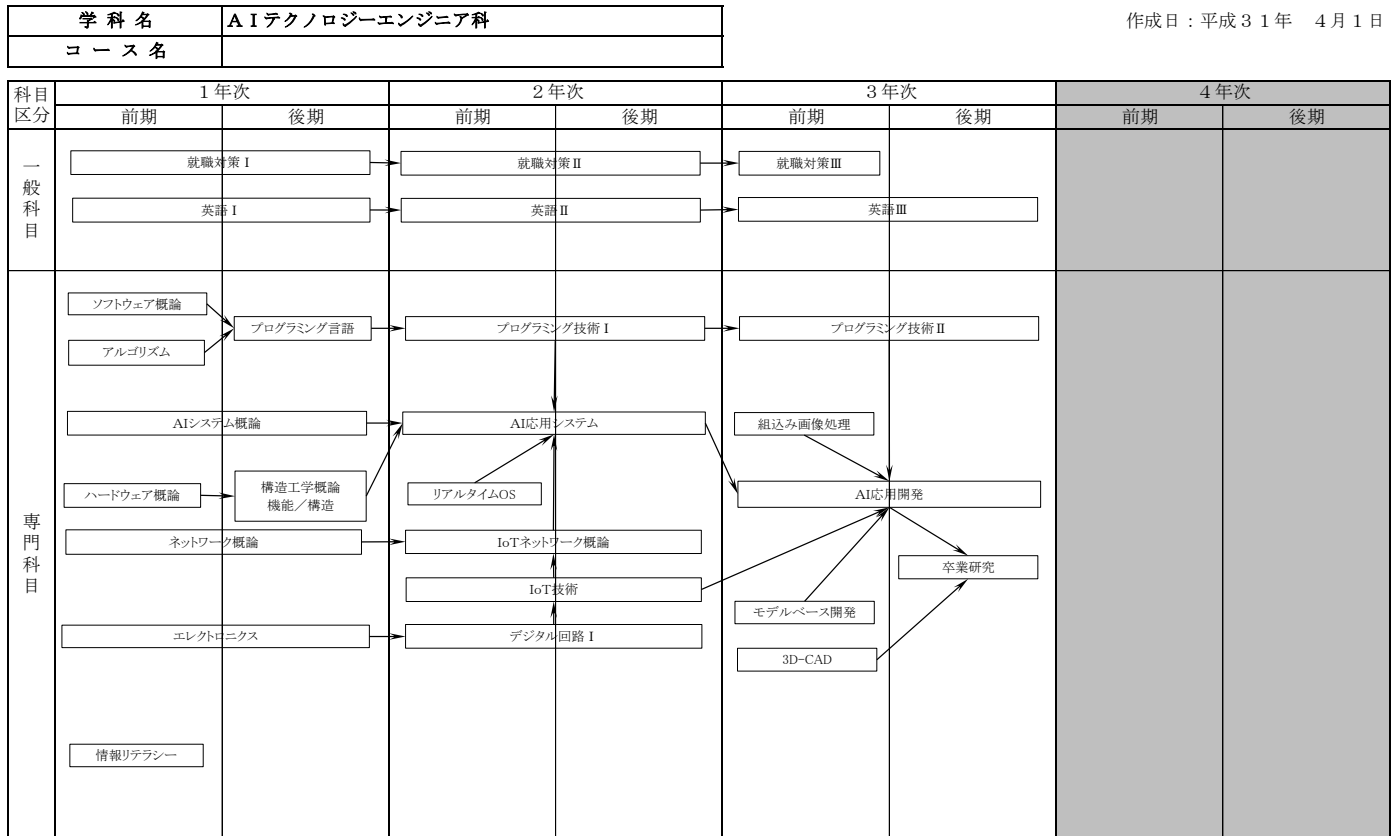 学科名
ＡＩテクノロジーエンジニア科
作成日：平成３１年　４月１日
コース名
科目
区分
１年次
２年次
３年次
４年次
前期
後期
前期
後期
前期
後期
前期
後期
一般科目
就職対策Ⅰ
就職対策Ⅱ
就職対策Ⅲ
英語Ⅰ
英語Ⅱ
英語Ⅲ
専門科目
ソフトウェア概論
プログラミング言語
プログラミング技術Ⅰ
プログラミング技術Ⅱ
アルゴリズム
AIシステム概論
AI応用システム
組込み画像処理
ハードウェア概論
構造工学概論
機能／構造
リアルタイムOS
AI応用開発
ネットワーク概論
IoTネットワーク概論
卒業研究
IoT技術
モデルベース開発
エレクトロニクス
デジタル回路Ⅰ
3D-CAD
情報リテラシー